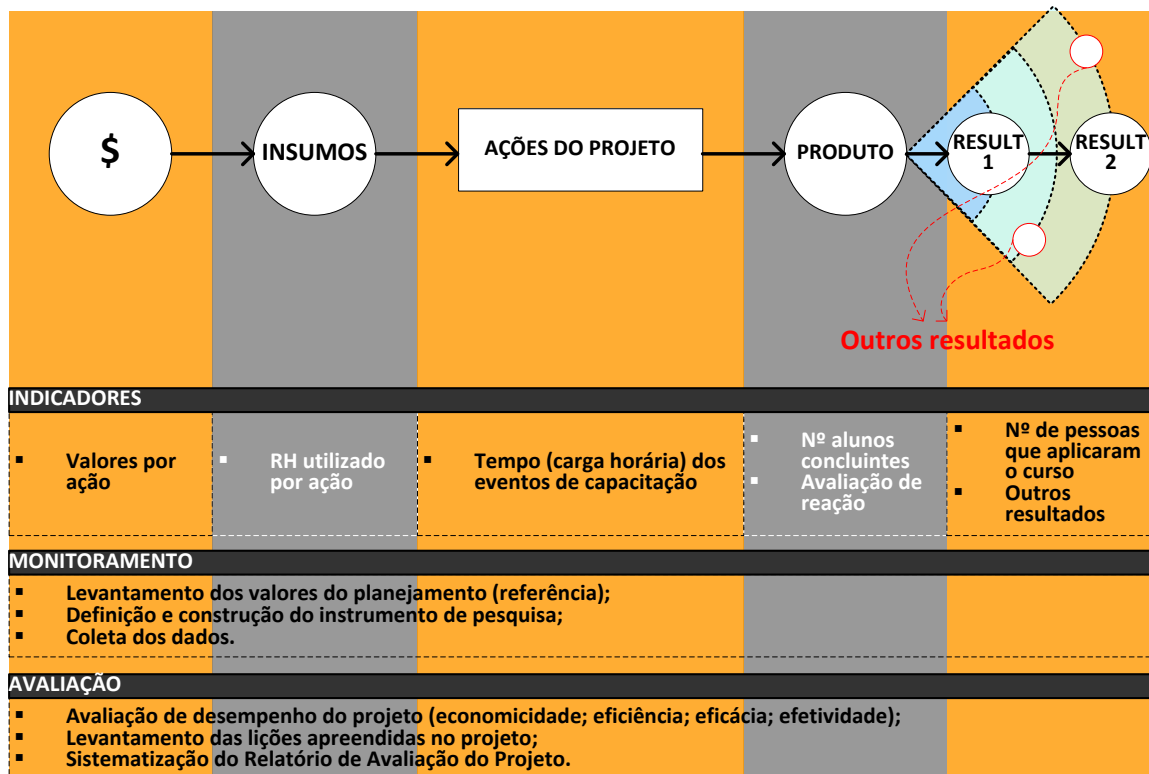 $
INSUMOS
AÇÕES DO PROJETO
PRODUTO
RESULT
1
RESULT
2
Outros resultados
INDICADORES
▪ Valores por
ação
▪ RH utilizado
por ação
▪ Tempo (carga horária) dos
eventos de capacitação
▪ Nº alunos
concluintes
▪ Avaliação de
reação
▪ Nº de pessoas
que aplicaram
o curso
▪ Outros
resultados
MONITORAMENTO
▪ Levantamento dos valores do planejamento (referência);
▪ Definição e construção do instrumento de pesquisa;
▪ Coleta dos dados.
AVALIAÇÃO
▪ Avaliação de desempenho do projeto (economicidade; eficiência; eficácia; efetividade);
▪ Levantamento das lições apreendidas no projeto;
▪ Sistematização do Relatório de Avaliação do Projeto.